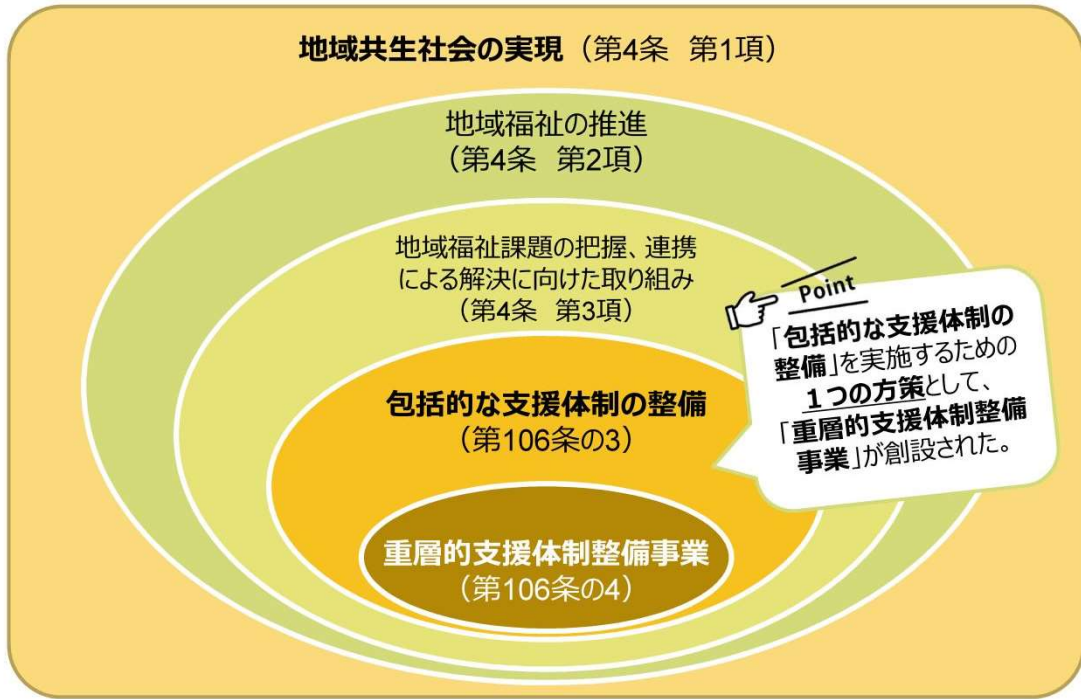 地域共生社会の実現（第4条 第1項）
地域福祉の推進
（第4条 第2項）
地域福祉課題の把握、連携
による解決に向けた取り組み
（第4条 第3項）
包括的な支援体制の整備
（第106条の3）
重層的支援体制整備事業
（第106条の4）
Point
「包括的な支援体制の
整備」を実施するための
１つの方策として、
「重層的支援体制整備
事業」が創設された。